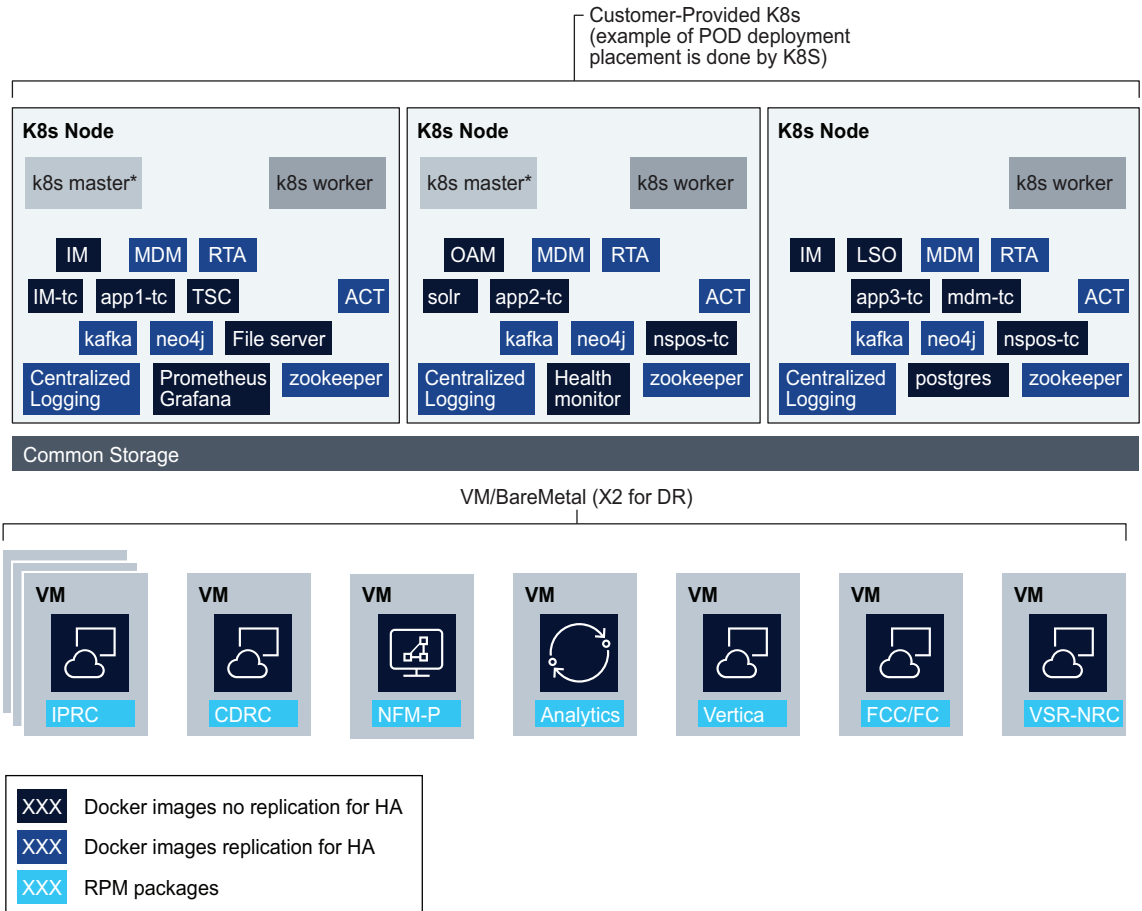 Customer-Provided K8s
(example of POD deployment
placement is done by K8S)
K8s Node
k8s master*
k8s worker
IM
MDM
RTA
IM-tc
app1-tc
TSC
ACT
kafka
neo4j
File server
Centralized
Logging
Prometheus
Grafana
zookeeper
K8s Node
k8s master*
k8s worker
OAM
MDM
RTA
solr
app2-tc
ACT
kafka
neo4j
nspos-tc
Centralized
Logging
Health
monitor
zookeeper
K8s Node
k8s worker
IM
LSO
MDM
RTA
app3-tc
mdm-tc
ACT
kafka
neo4j
nspos-tc
Centralized
Logging
postgres
zookeeper
Common Storage
VM/BareMetal (X2 for DR)
VM
IPRC
VM
CDRC
VM
NFM-P
VM
Analytics
VM
Vertica
VM
FCC/FC
VM
VSR-NRC
XXX Docker images no replication for HA
XXX Docker images replication for HA
XXX RPM packages